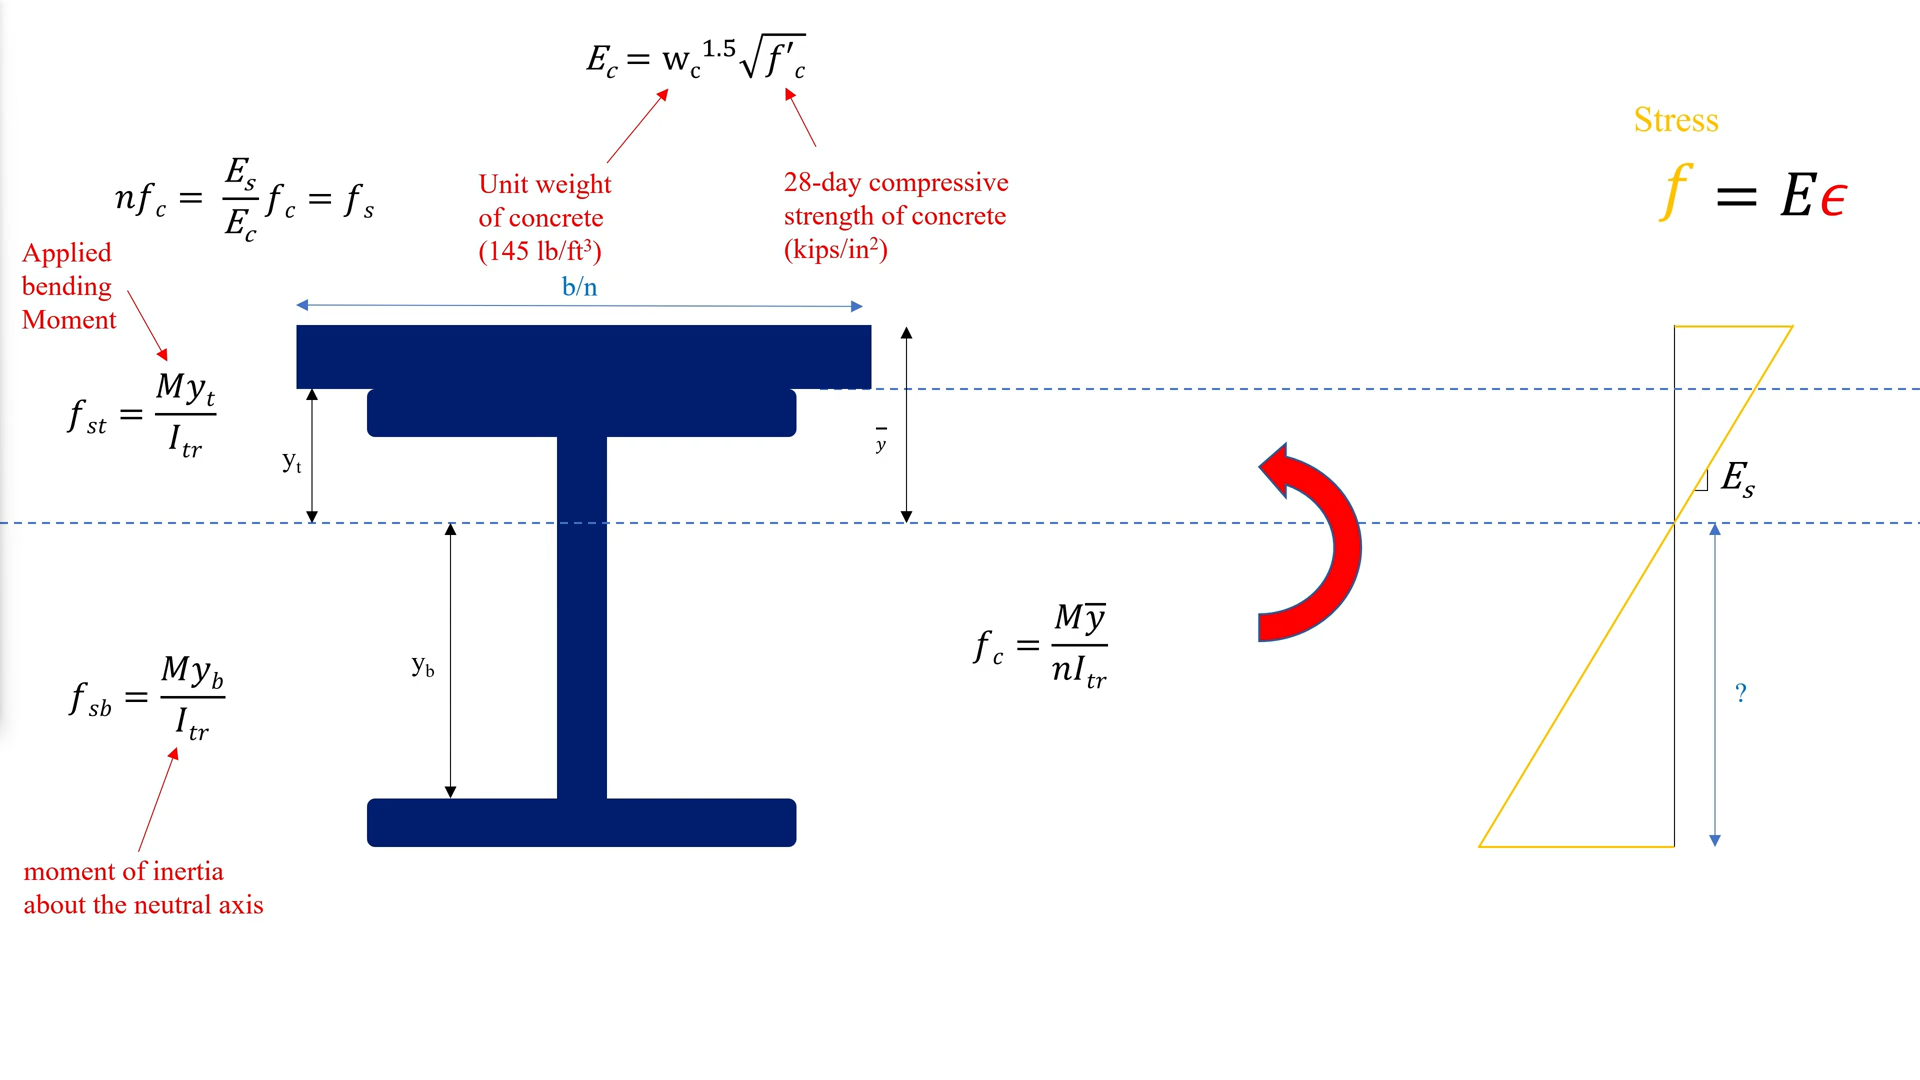 E_c = w_c^1.5 √f′_c
Stress
f = Eϵ
nf_c = E_s/E_c f_c = f_s
Unit weight
of concrete
(145 lb/ft³)
28-day compressive
strength of concrete
(kips/in²)
Applied
bending
Moment
b/n
f_st = My_t/I_tr
y_t
y̅
E_s
f_c = My̅/nI_tr
f_sb = My_b/I_tr
y_b
?
moment of inertia
about the neutral axis